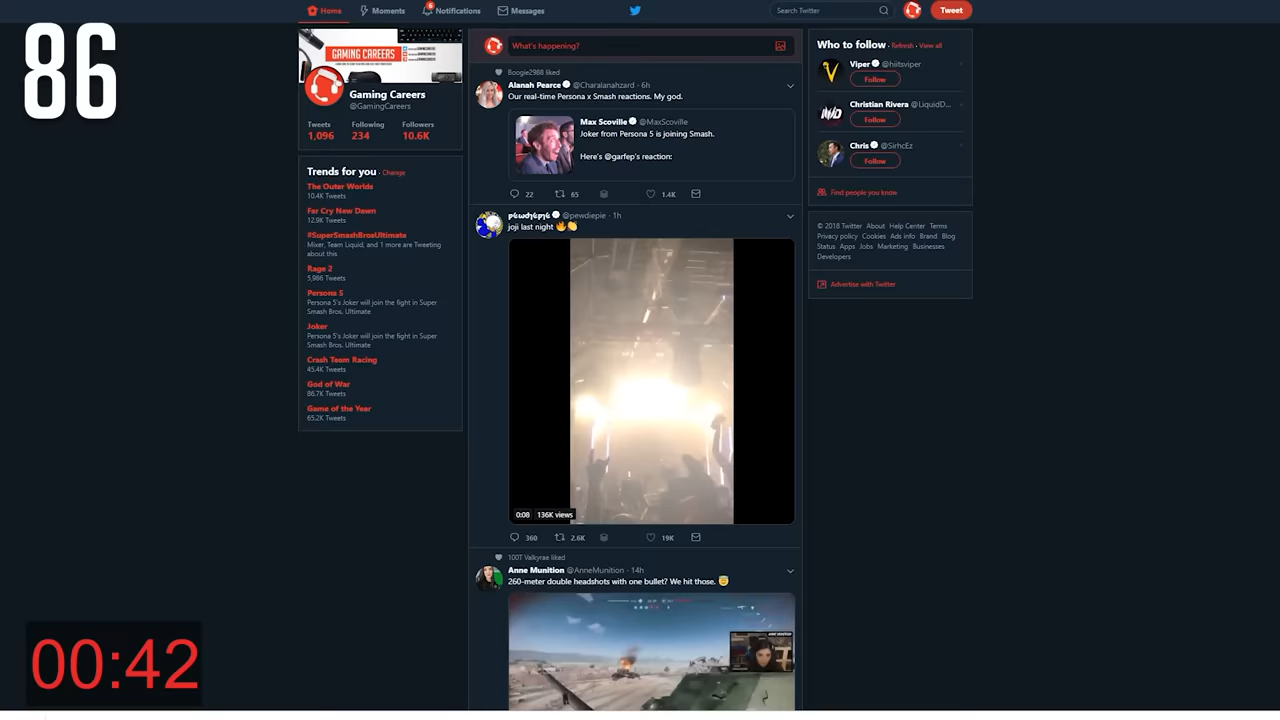 86
Home
Moments
6
Notifications
Messages
Search Twitter
Tweet
GAMING CAREERS
Gaming Careers
@GamingCareers
Tweets Following Followers
1,096 234 10.6K
Trends for you · Change
The Outer Worlds
10.4K Tweets
Far Cry New Dawn
12.9K Tweets
#SuperSmashBrosUltimate
Mixer, Team Liquid, and 1 more are Tweeting
about this
Rage 2
5,986 Tweets
Persona 5
Persona 5's Joker will join the fight in Super
Smash Bros. Ultimate
Joker
Persona 5's Joker will join the fight in Super
Smash Bros. Ultimate
Crash Team Racing
45.4K Tweets
God of War
86.7K Tweets
Game of the Year
65.2K Tweets
What's happening?
Boogie2988 liked
Alanah Pearce @Charalanahzard · 6h
Our real-time Persona x Smash reactions. My god.
Max Scoville @MaxScoville
Joker from Persona 5 is joining Smash.
Here's @garfep's reaction:
22 65 1.4K
@pewdiepie · 1h
joji last night 🔥👏
0:08 136K views
360 2.6K 19K
100T Valkyrae liked
Anne Munition @AnneMunition · 14h
260-meter double headshots with one bullet? We hit those. 😇
Who to follow · Refresh · View all
Viper @hiitsviper
Follow
Christian Rivera @LiquidD...
Follow
Chris @SirhcEz
Follow
Find people you know
© 2018 Twitter About Help Center Terms
Privacy policy Cookies Ads info Brand Blog
Status Apps Jobs Marketing Businesses
Developers
Advertise with Twitter
00:42